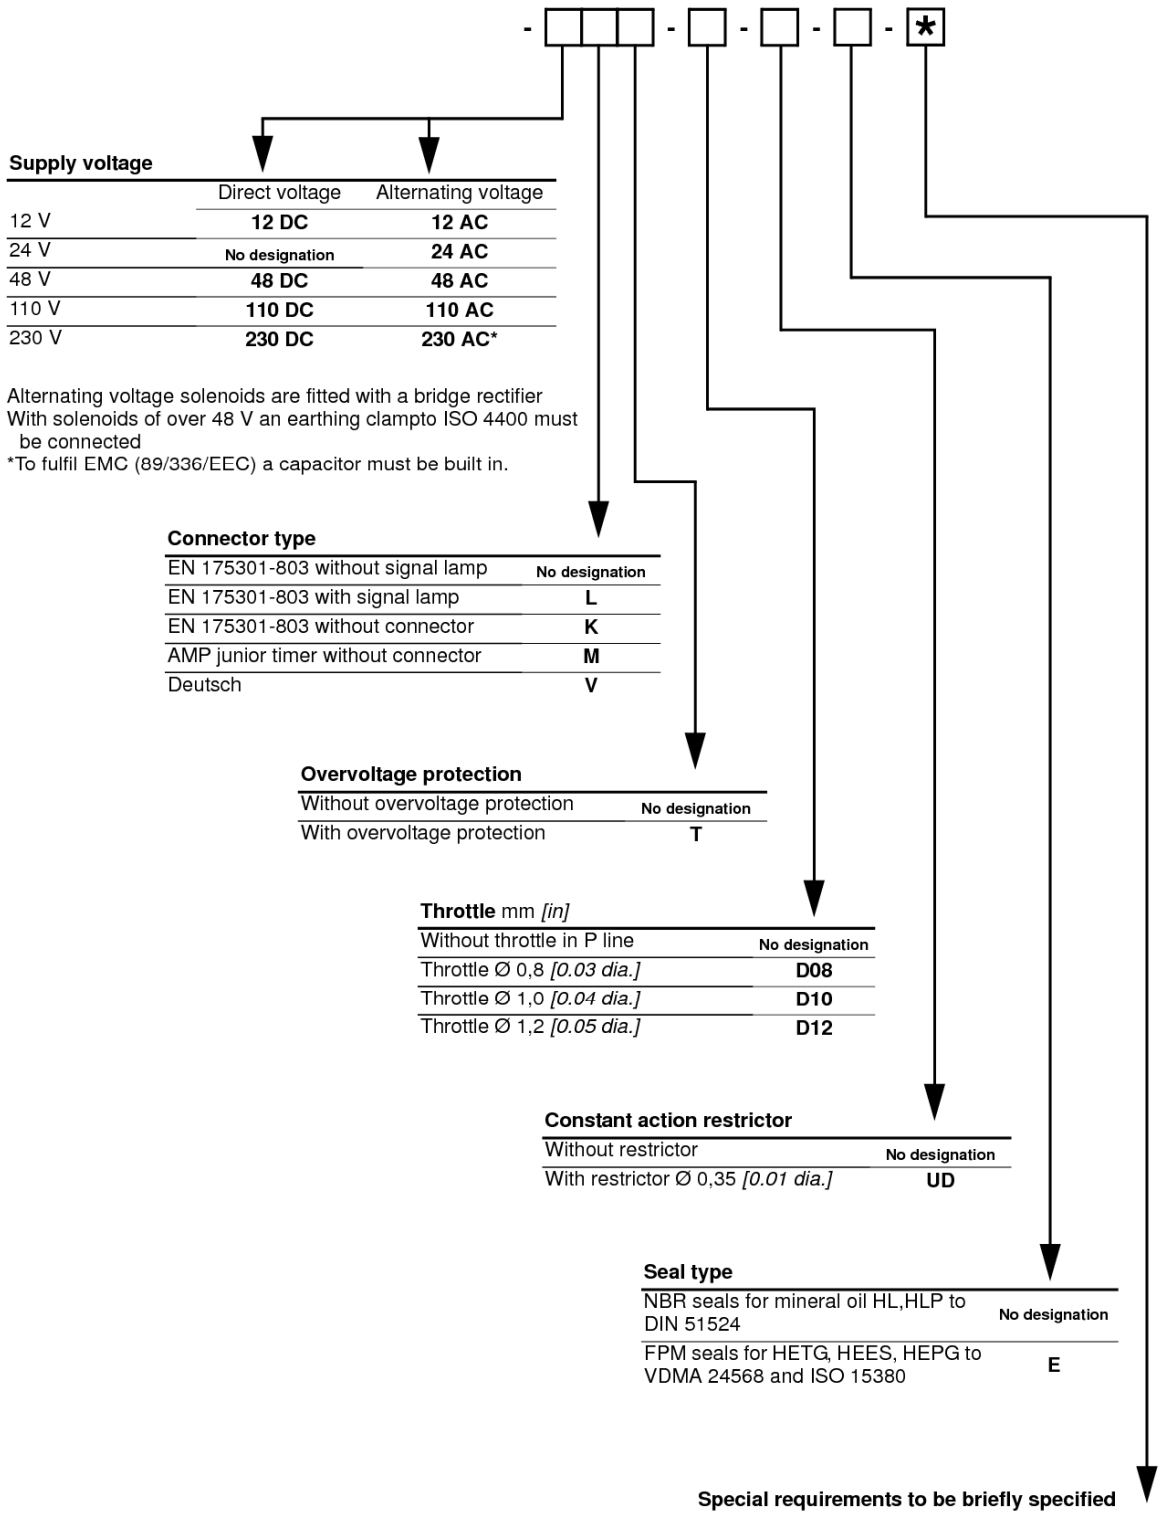 - - - - - *
Supply voltage
Direct voltage Alternating voltage
12 V 12 DC 12 AC
24 V No designation 24 AC
48 V 48 DC 48 AC
110 V 110 DC 110 AC
230 V 230 DC 230 AC*
Alternating voltage solenoids are fitted with a bridge rectifier
With solenoids of over 48 V an earthing clampto ISO 4400 must
be connected
*To fulfil EMC (89/336/EEC) a capacitor must be built in.
Connector type
EN 175301-803 without signal lamp No designation
EN 175301-803 with signal lamp L
EN 175301-803 without connector K
AMP junior timer without connector M
Deutsch V
Overvoltage protection
Without overvoltage protection No designation
With overvoltage protection T
Throttle mm [in]
Without throttle in P line No designation
Throttle Ø 0,8 [0.03 dia.] D08
Throttle Ø 1,0 [0.04 dia.] D10
Throttle Ø 1,2 [0.05 dia.] D12
Constant action restrictor
Without restrictor No designation
With restrictor Ø 0,35 [0.01 dia.] UD
Seal type
NBR seals for mineral oil HL,HLP to
DIN 51524 No designation
FPM seals for HETG, HEES, HEPG to
VDMA 24568 and ISO 15380 E
Special requirements to be briefly specified